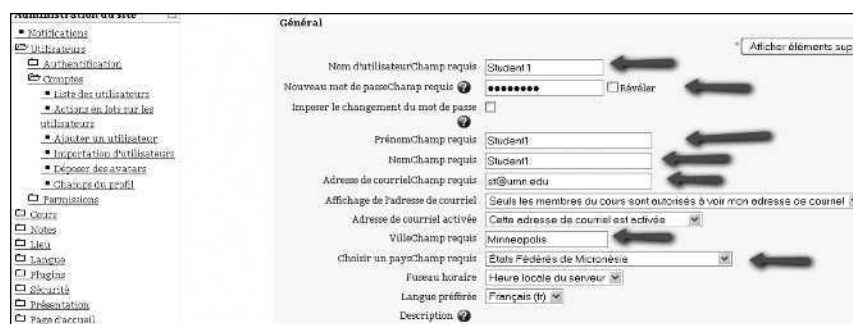 Administration du site
Notifications
Utilisateurs
Authentification
Comptes
Liste des utilisateurs
Actions en lots sur les
utilisateurs
Ajouter un utilisateur
Importation d'utilisateurs
Déposer des avatars
Champs du profil
Permissions
Cours
Notes
Lieu
Langue
Plugins
Sécurité
Présentation
Page d'accueil
Général
* Afficher éléments sup
Nom d'utilisateurChamp requis Student1
Nouveau mot de passeChamp requis ●●●●●●●● Révéler
Imposer le changement du mot de passe
PrénomChamp requis Student1
NomChamp requis Student1
Adresse de courrielChamp requis st@umn.edu
Affichage de l'adresse de courriel Seuls les membres du cours sont autorisés à voir mon adresse de courriel
Adresse de courriel activée Cette adresse de courriel est activée
VilleChamp requis Minneapolis
Choisir un paysChamp requis États Fédérés de Micronésie
Fuseau horaire Heure locale du serveur
Langue préférée Français (fr)
Description